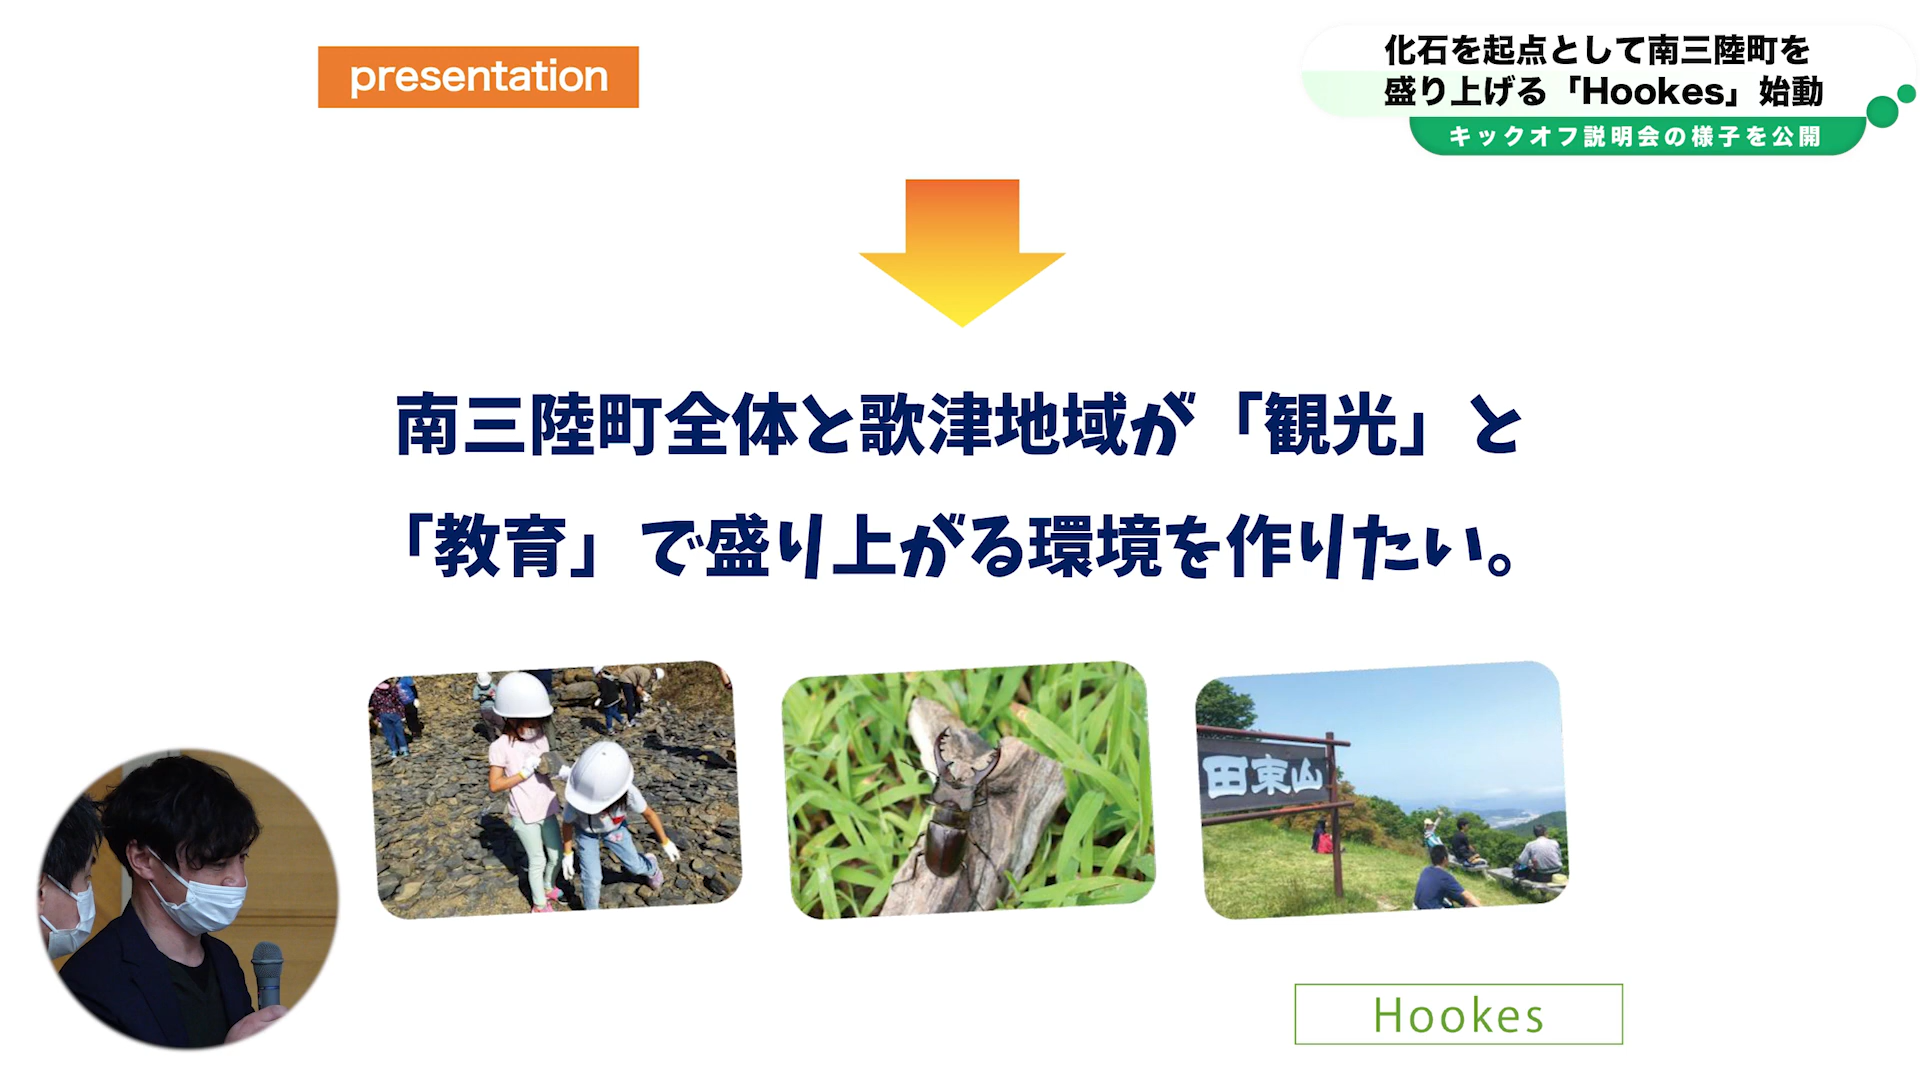 presentation
化石を起点として南三陸町を
盛り上げる「Hookes」始動
キックオフ説明会の様子を公開
南三陸町全体と歌津地域が「観光」と
「教育」で盛り上がる環境を作りたい。
田束山
Hookes